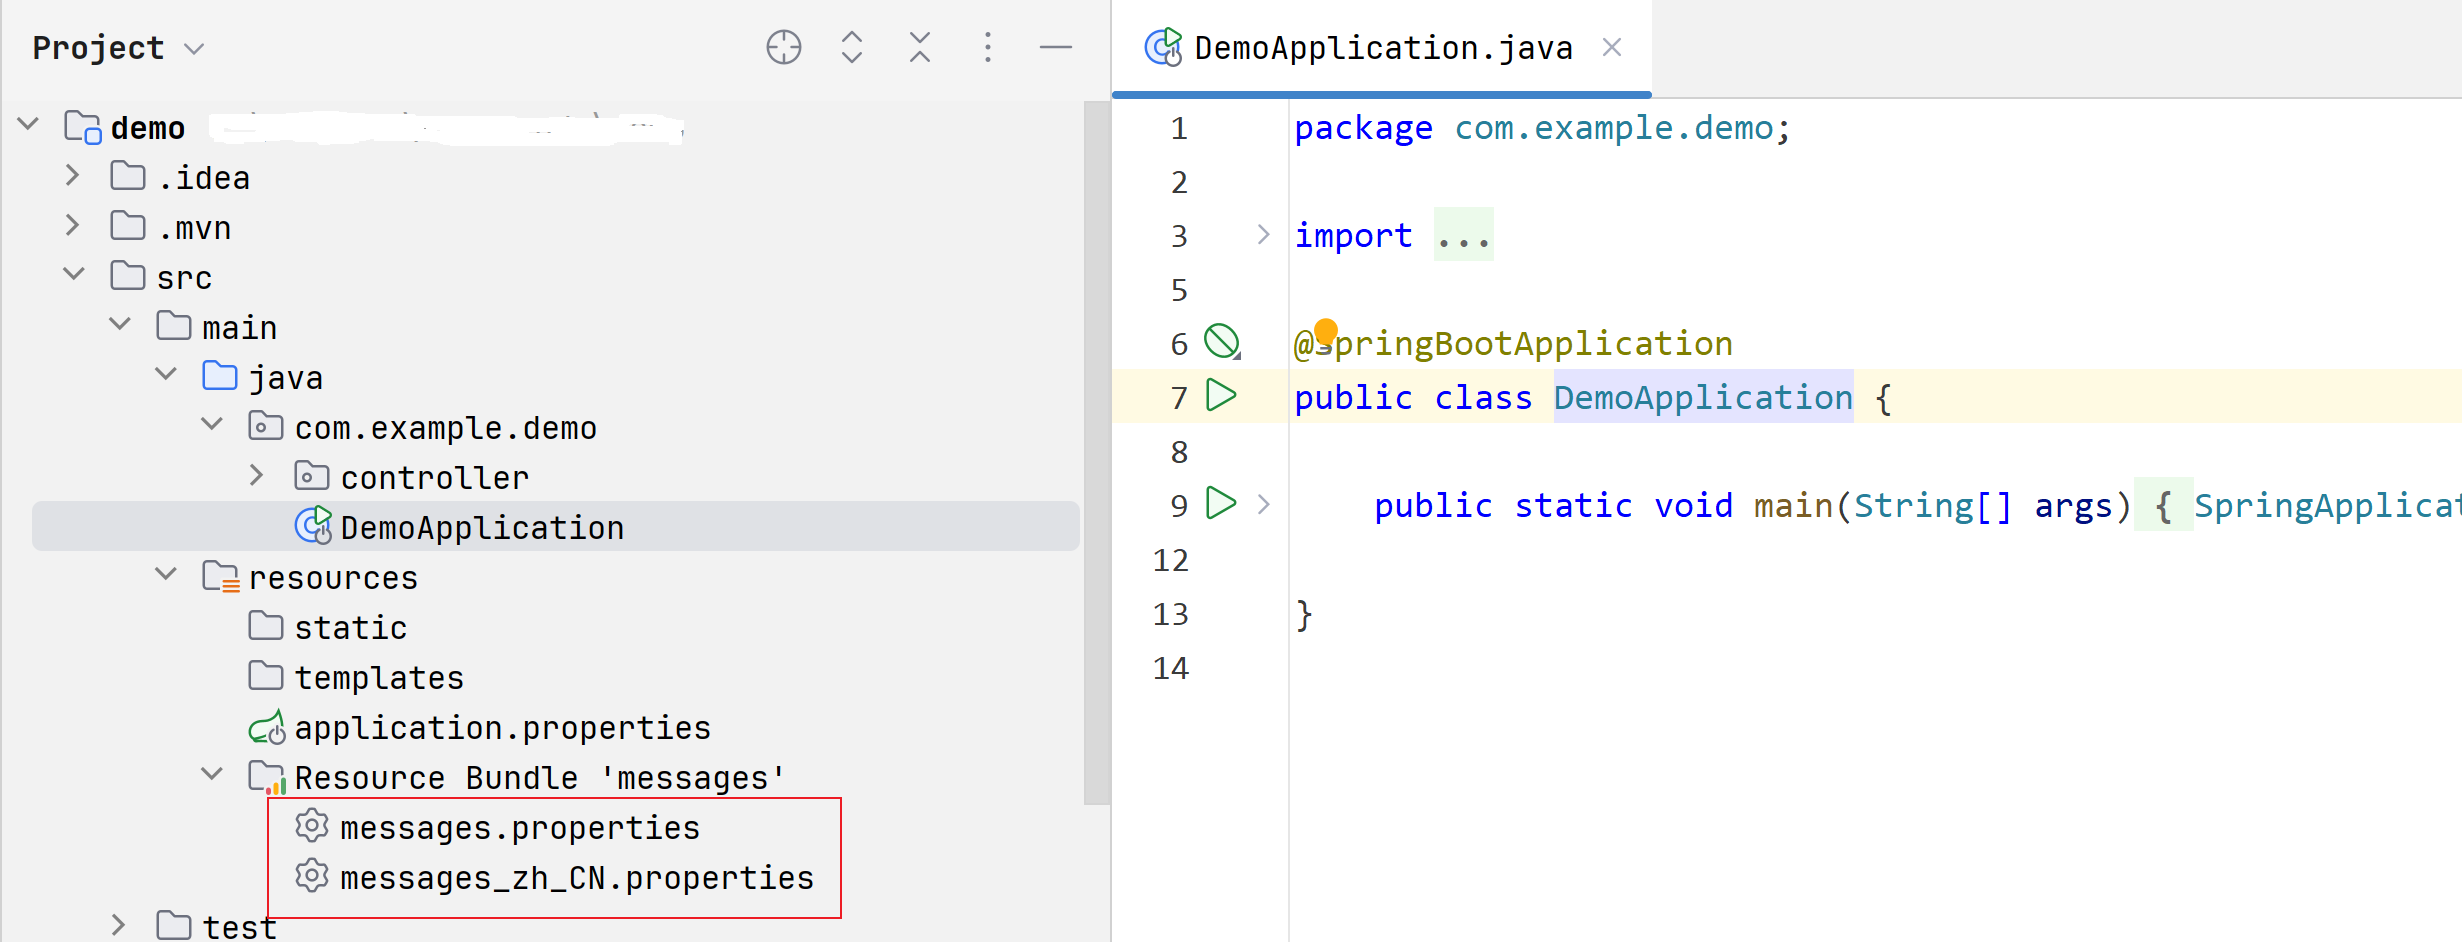 Project
demo
.idea
.mvn
src
main
java
com.example.demo
controller
DemoApplication
resources
static
templates
application.properties
Resource Bundle 'messages'
messages.properties
messages_zh_CN.properties
test
DemoApplication.java
1 package com.example.demo;
2
3 import ...
5
6 @SpringBootApplication
7 public class DemoApplication {
8
9 public static void main(String[] args) { SpringApplicat
12
13 }
14